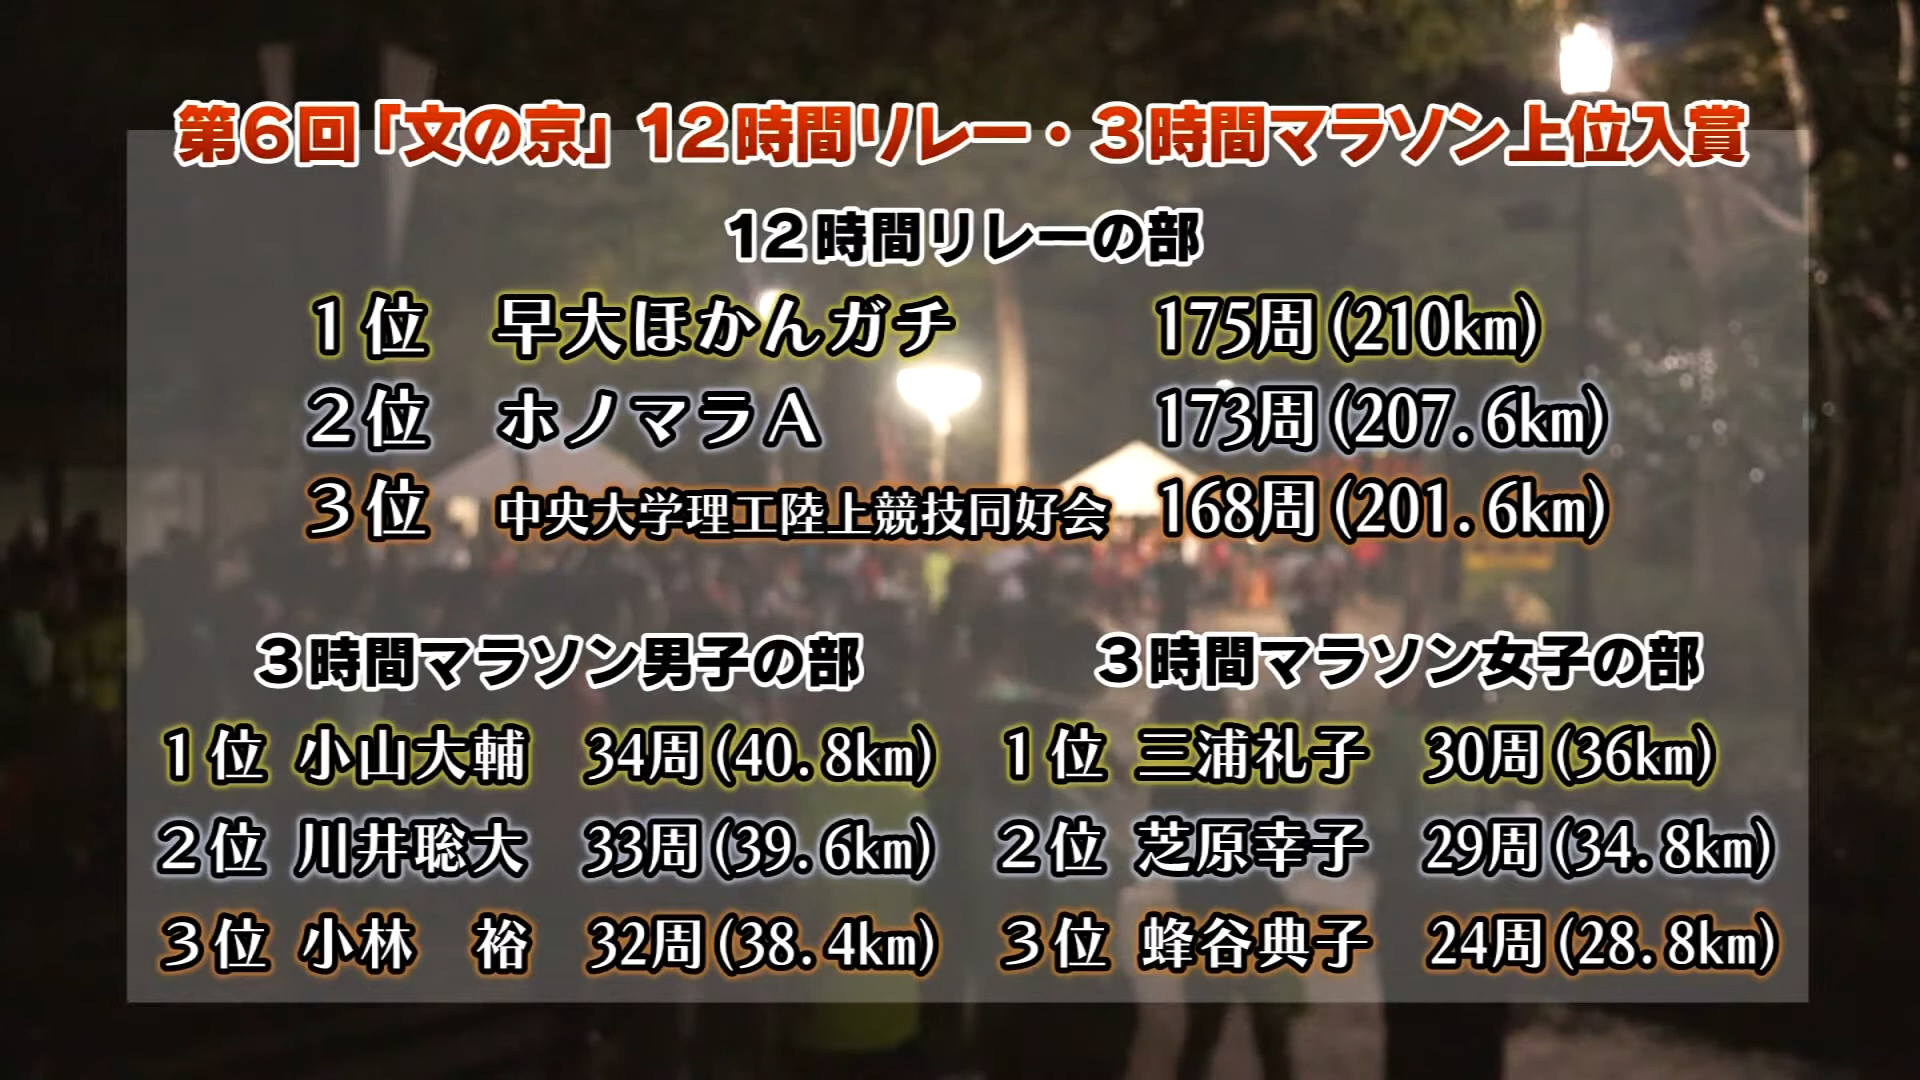 第6回「文の京」12時間リレー・3時間マラソン上位入賞
12時間リレーの部
1位 早大ほかんガチ 175周(210km)
2位 ホノマラA 173周(207.6km)
3位 中央大学理工陸上競技同好会 168周(201.6km)
3時間マラソン男子の部
1位 小山大輔 34周(40.8km)
2位 川井聡大 33周(39.6km)
3位 小林 裕 32周(38.4km)
3時間マラソン女子の部
1位 三浦礼子 30周(36km)
2位 芝原幸子 29周(34.8km)
3位 蜂谷典子 24周(28.8km)